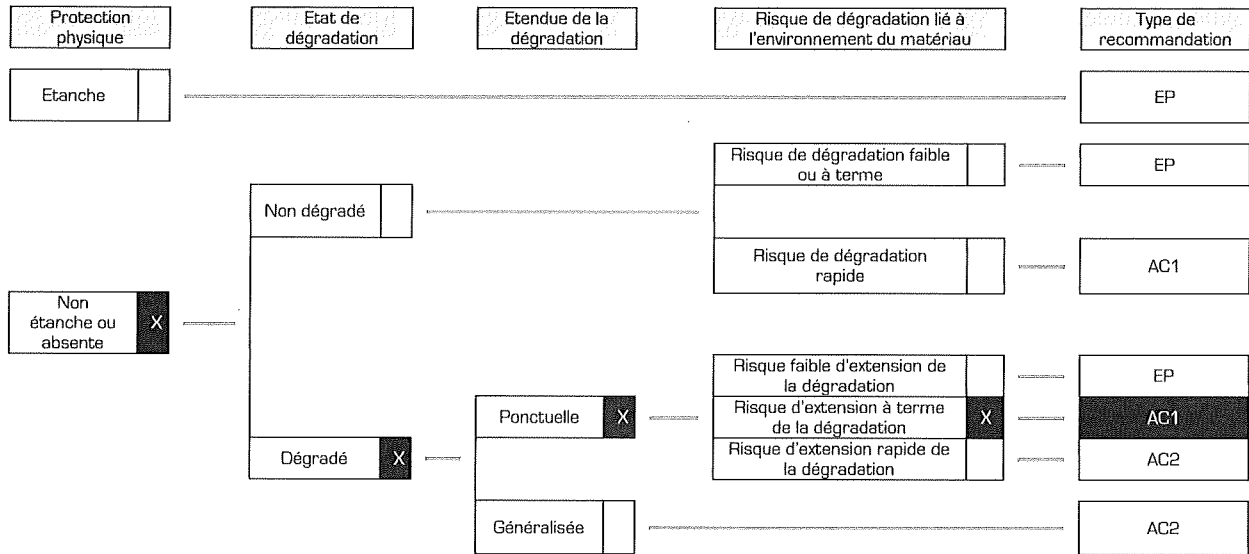 Protection
physique
Etat de
dégradation
Etendue de la
dégradation
Risque de dégradation lié à
l'environnement du matériau
Type de
recommandation
Etanche
EP
Risque de dégradation faible
ou à terme
EP
Non dégradé
Risque de dégradation
rapide
AC1
Non
étanche ou
absente
X
Risque faible d'extension de
la dégradation
EP
Ponctuelle
X
Risque d'extension à terme
de la dégradation
X
AC1
Dégradé
X
Risque d'extension rapide de
la dégradation
AC2
Généralisée
AC2